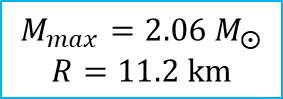 M_max = 2.06 M_⊙
R = 11.2 km